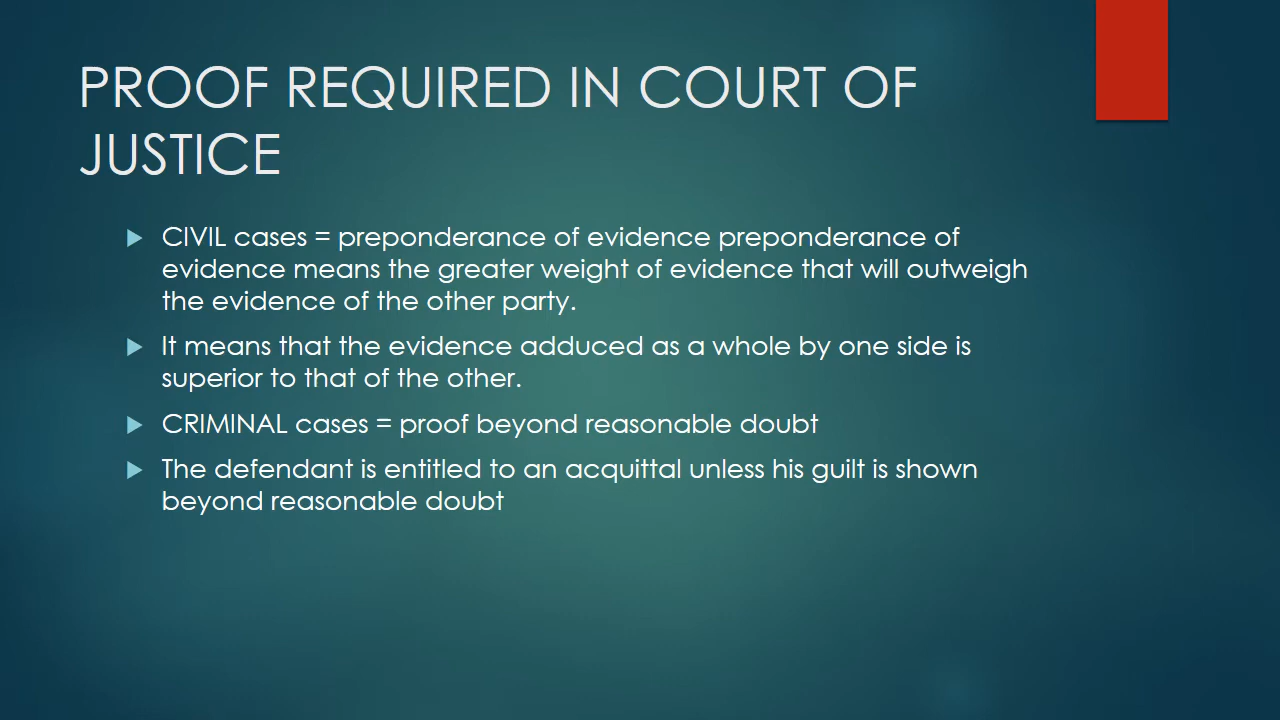 PROOF REQUIRED IN COURT OF
JUSTICE
CIVIL cases = preponderance of evidence preponderance of
evidence means the greater weight of evidence that will outweigh
the evidence of the other party.
It means that the evidence adduced as a whole by one side is
superior to that of the other.
CRIMINAL cases = proof beyond reasonable doubt
The defendant is entitled to an acquittal unless his guilt is shown
beyond reasonable doubt